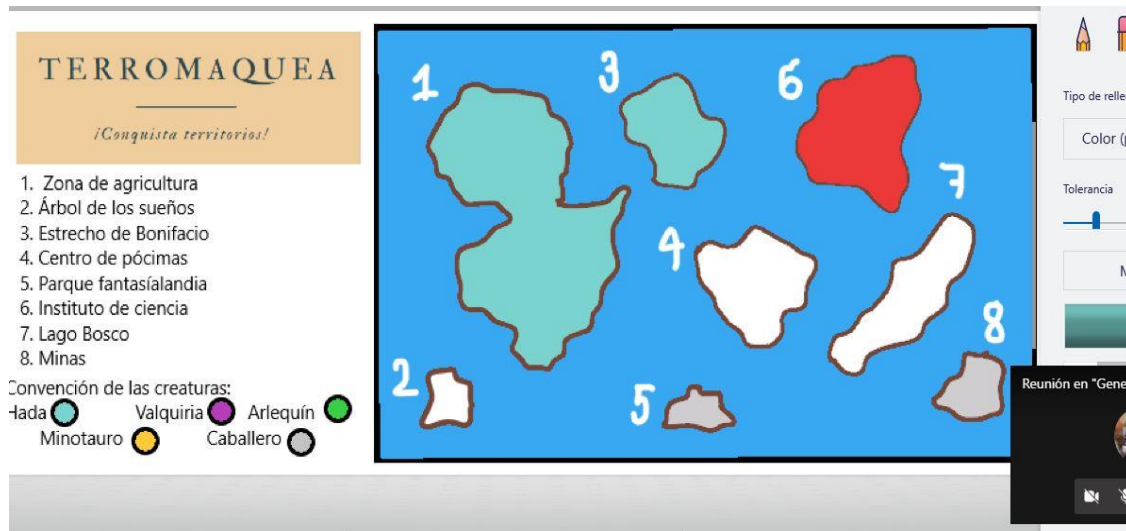 TERROMAQUEA
¡Conquista territorios!
1. Zona de agricultura
2. Árbol de los sueños
3. Estrecho de Bonifacio
4. Centro de pócimas
5. Parque fantasíalandia
6. Instituto de ciencia
7. Lago Bosco
8. Minas
Convención de las creaturas:
Hada Valquiria Arlequín
Minotauro Caballero
1
3
6
7
4
8
2
5
Tipo de relle
Color (
Tolerancia
Reunión en "Gene